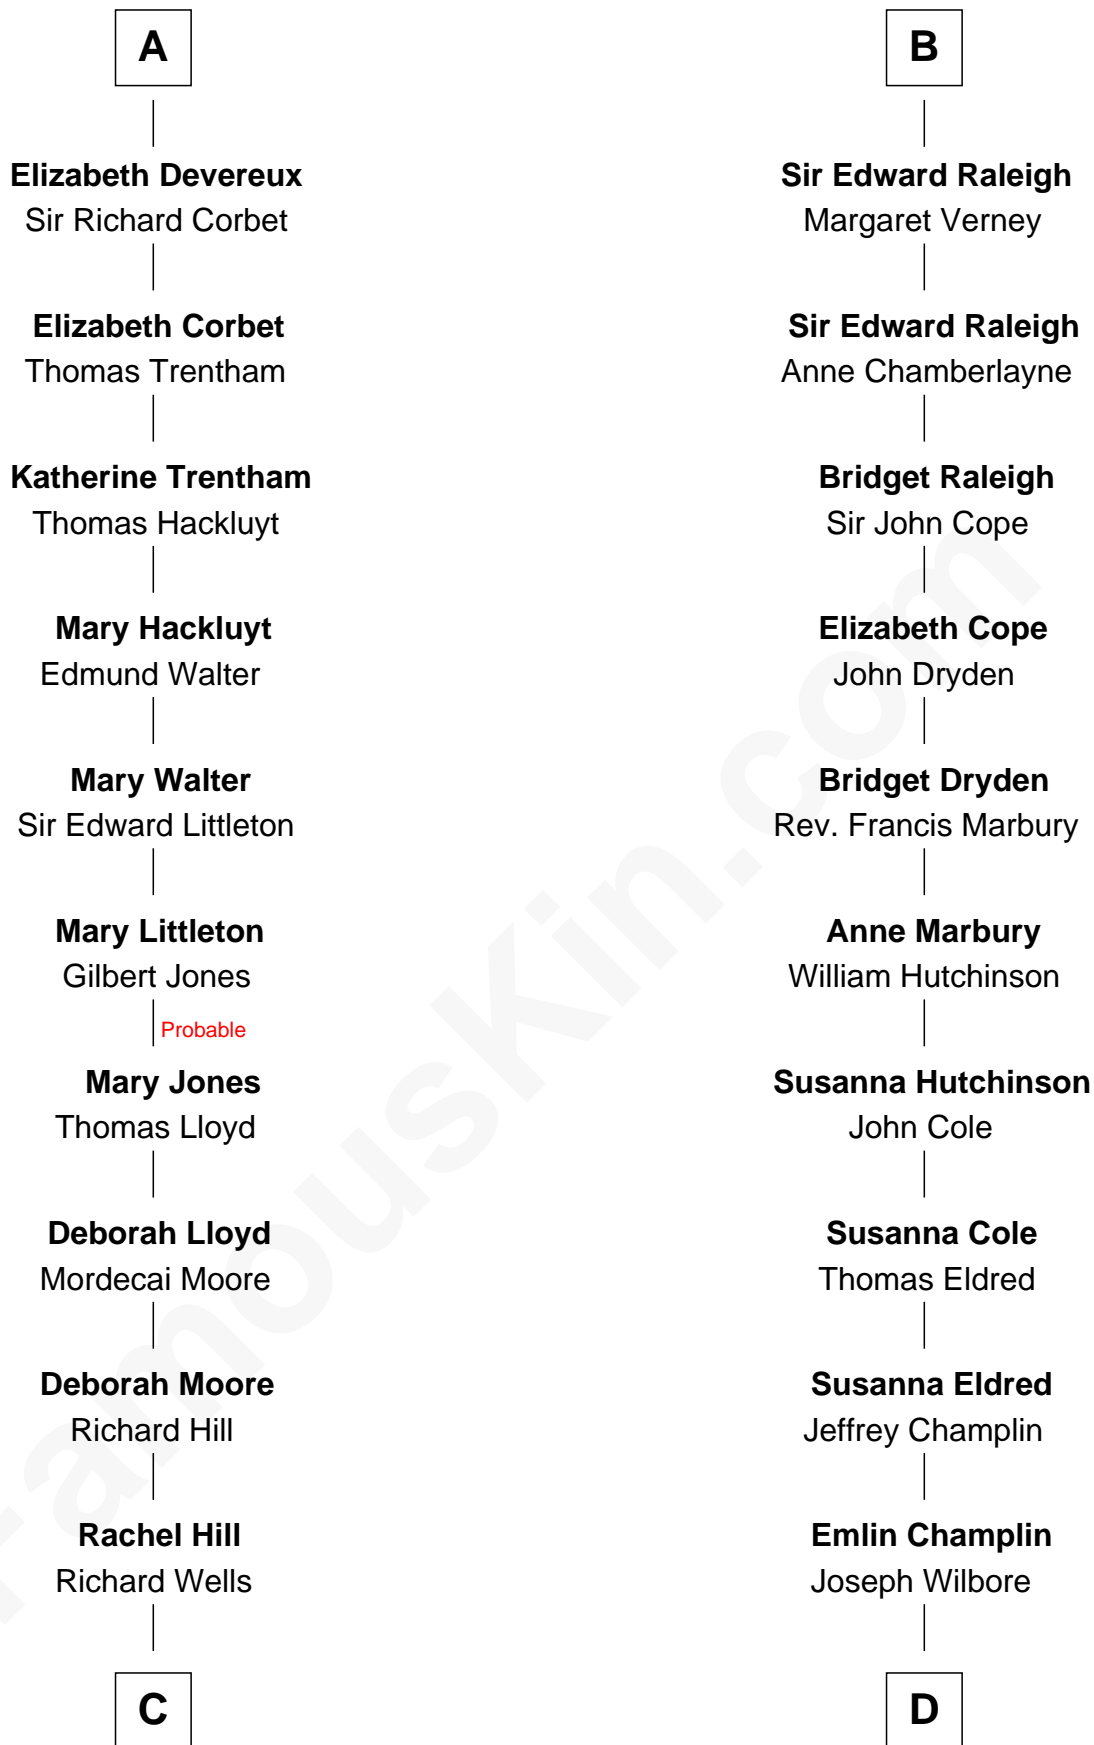 A
Elizabeth Devereux
Sir Richard Corbet
Elizabeth Corbet
Thomas Trentham
Katherine Trentham
Thomas Hackluyt
Mary Hackluyt
Edmund Walter
Mary Walter
Sir Edward Littleton
Mary Littleton
Gilbert Jones
Probable
Mary Jones
Thomas Lloyd
Deborah Lloyd
Mordecai Moore
Deborah Moore
Richard Hill
Rachel Hill
Richard Wells
C
B
Sir Edward Raleigh
Margaret Verney
Sir Edward Raleigh
Anne Chamberlayne
Bridget Raleigh
Sir John Cope
Elizabeth Cope
John Dryden
Bridget Dryden
Rev. Francis Marbury
Anne Marbury
William Hutchinson
Susanna Hutchinson
John Cole
Susanna Cole
Thomas Eldred
Susanna Eldred
Jeffrey Champlin
Emlin Champlin
Joseph Wilbore
D
FamousKin.com